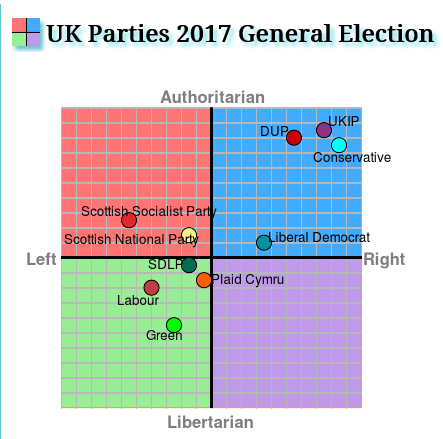 UK Parties 2017 General Election
Authoritarian
UKIP
DUP
Conservative
Scottish Socialist Party
Scottish National Party
Liberal Democrat
Left
Right
SDLP
Plaid Cymru
Labour
Green
Libertarian